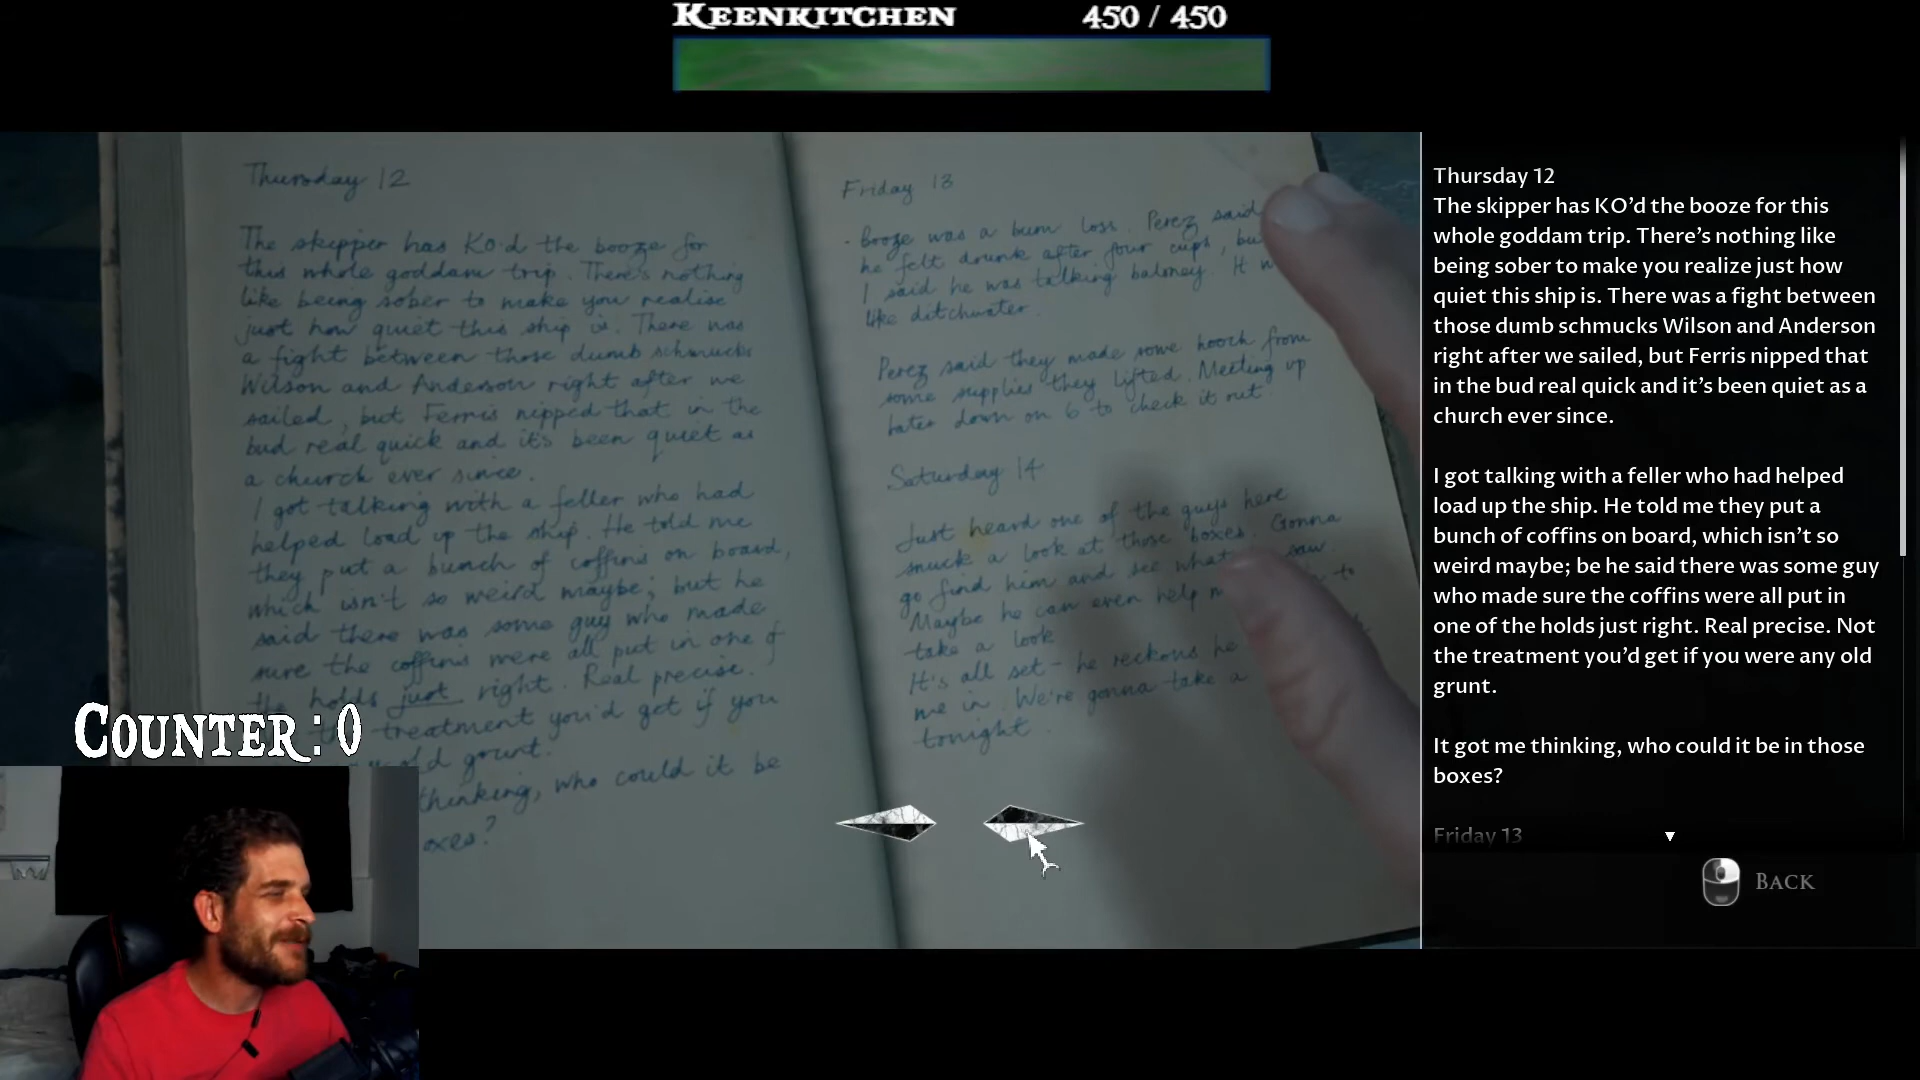 KEENKITCHEN 450 / 450
Thursday 12
The skipper has KO'd the booze for
this whole goddam trip. There's nothing
like being sober to make you realise
just how quiet this ship is. There was
a fight between those dumb schmucks
Wilson and Anderson right after we
sailed, but Ferris nipped that in the
bud real quick and it's been quiet as
a church ever since.
I got talking with a feller who had
helped load up the ship. He told me
they put a bunch of coffins on board,
which isn't so weird maybe; but he
said there was some guy who made
sure the coffins were all put in one of
the holds just right. Real precise.
treatment you'd get if you
old grunt.
thinking, who could it be
oxes?
Friday 13
Booze was a bum loss. Perez said
he felt drunk after four cups, bu
I said he was talking baloney. It w
like ditchwater.
Perez said they made some hooch from
some supplies they lifted. Meeting up
later down on 6 to check it out
Saturday 14
Just heard one of the guys here
snuck a look at those boxes. Gonna
go find him and see what saw.
Maybe he can even help m to
take a look
It's all set - he reckons he
me in. We're gonna take a
tonight.
Thursday 12
The skipper has KO'd the booze for this
whole goddam trip. There's nothing like
being sober to make you realize just how
quiet this ship is. There was a fight between
those dumb schmucks Wilson and Anderson
right after we sailed, but Ferris nipped that
in the bud real quick and it's been quiet as a
church ever since.
I got talking with a feller who had helped
load up the ship. He told me they put a
bunch of coffins on board, which isn't so
weird maybe; be he said there was some guy
who made sure the coffins were all put in
one of the holds just right. Real precise. Not
the treatment you'd get if you were any old
grunt.
It got me thinking, who could it be in those
boxes?
Friday 13
BACK
COUNTER: 0